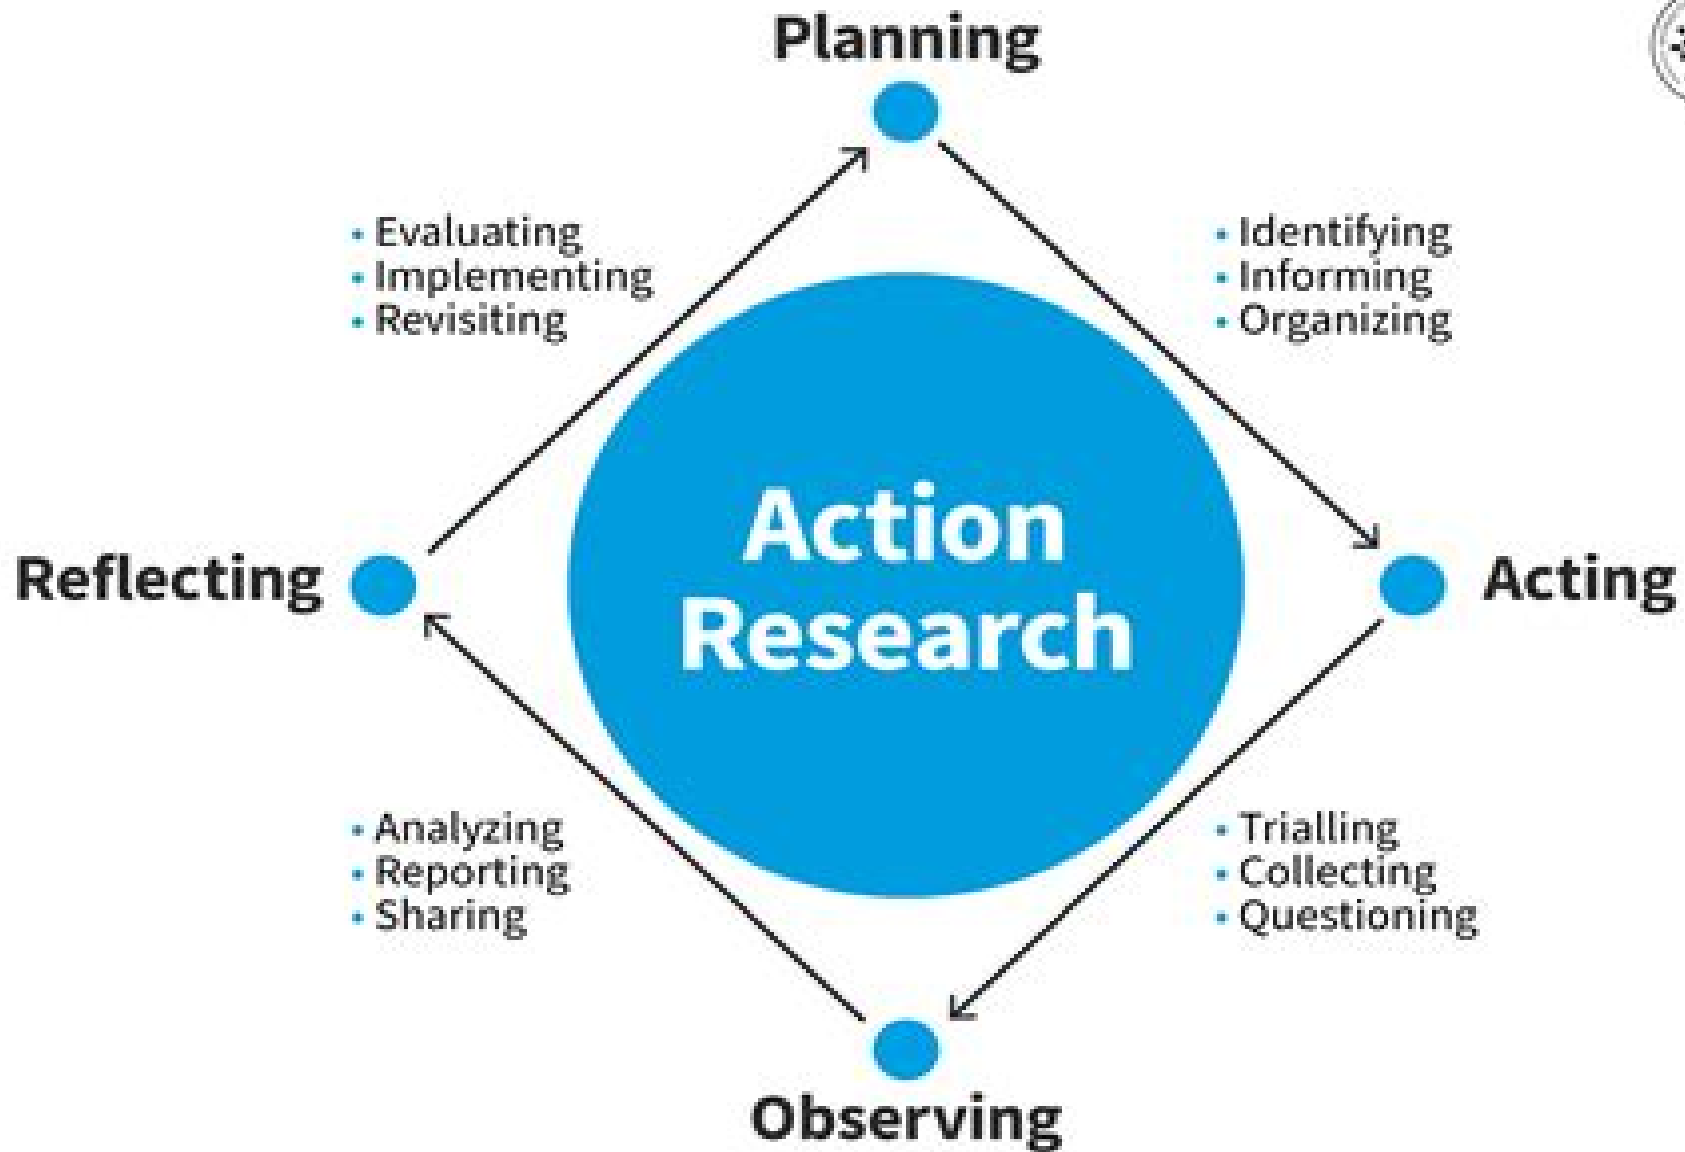 Planning
• Evaluating
• Implementing
• Revisiting
• Identifying
• Informing
• Organizing
Action
Research
Reflecting
Acting
• Analyzing
• Reporting
• Sharing
• Trialling
• Collecting
• Questioning
Observing